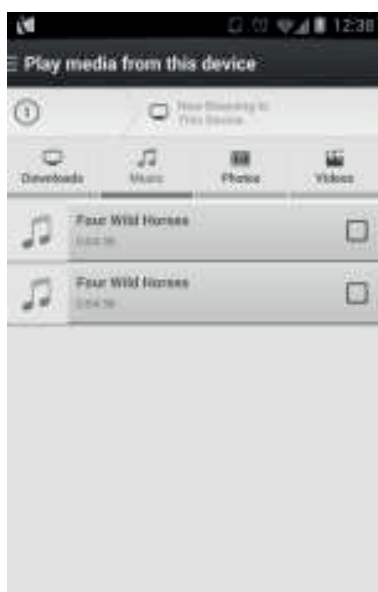 12:38
Play media from this device
Now Streaming to
This Device
Downloads
Music
Photos
Videos
Four Wild Horses
Four Wild Horses